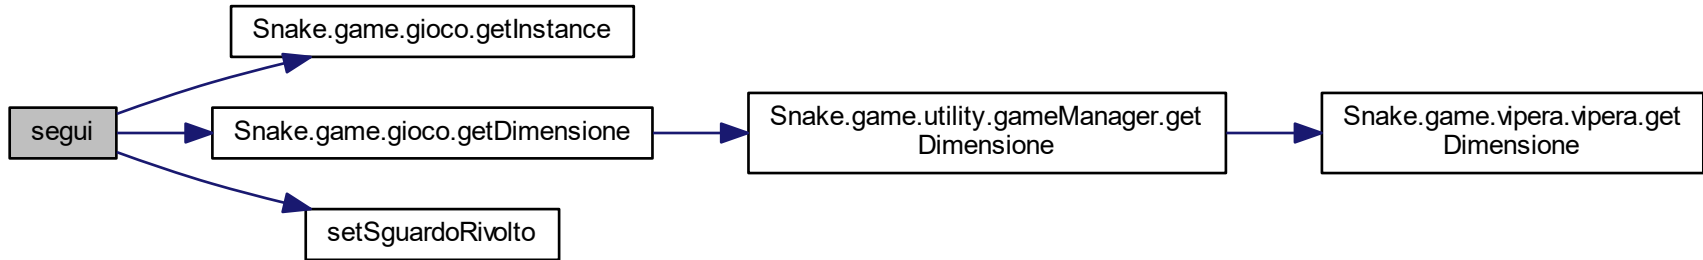 Snake.game.gioco.getInstance
segui
Snake.game.gioco.getDimensione
Snake.game.utility.gameManager.get
Dimensione
Snake.game.vipera.vipera.get
Dimensione
setSguardoRivolto